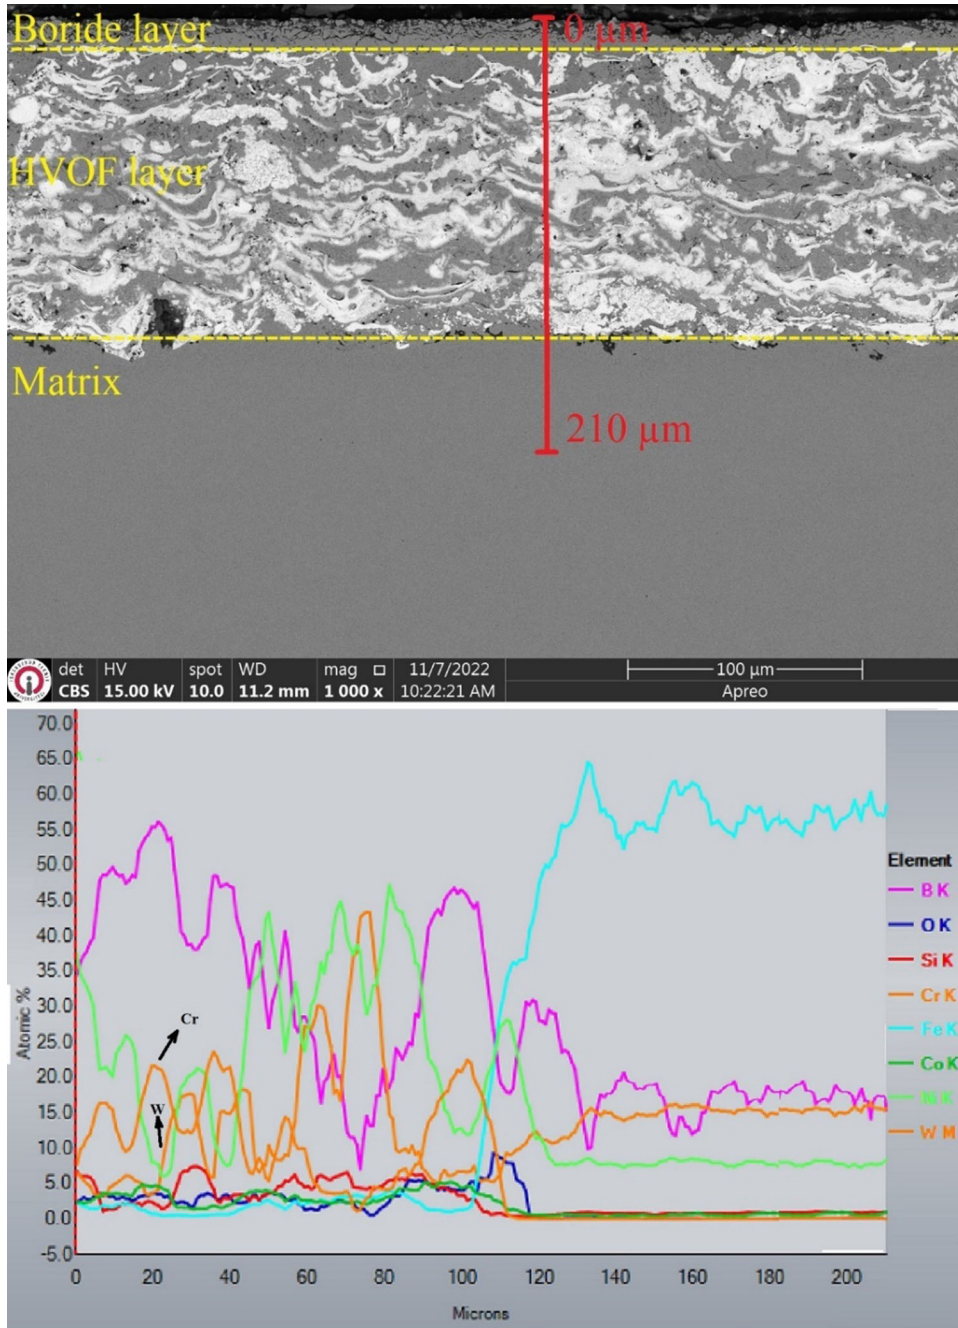 Boride layer
0 µm
HVOF layer
Matrix
210 µm
det HV spot WD mag □ 11/7/2022 100 µm
CBS 15.00 kV 10.0 11.2 mm 1 000 x 10:22:21 AM Apreo
70.0
65.0
60.0
55.0
50.0
45.0
40.0
35.0
30.0
25.0
20.0
15.0
10.0
5.0
0.0
-5.0
Atomic %
Cr
W
0 20 40 60 80 100 120 140 160 180 200
Microns
Element
B K
O K
Si K
Cr K
Fe K
Co K
Ni K
W M